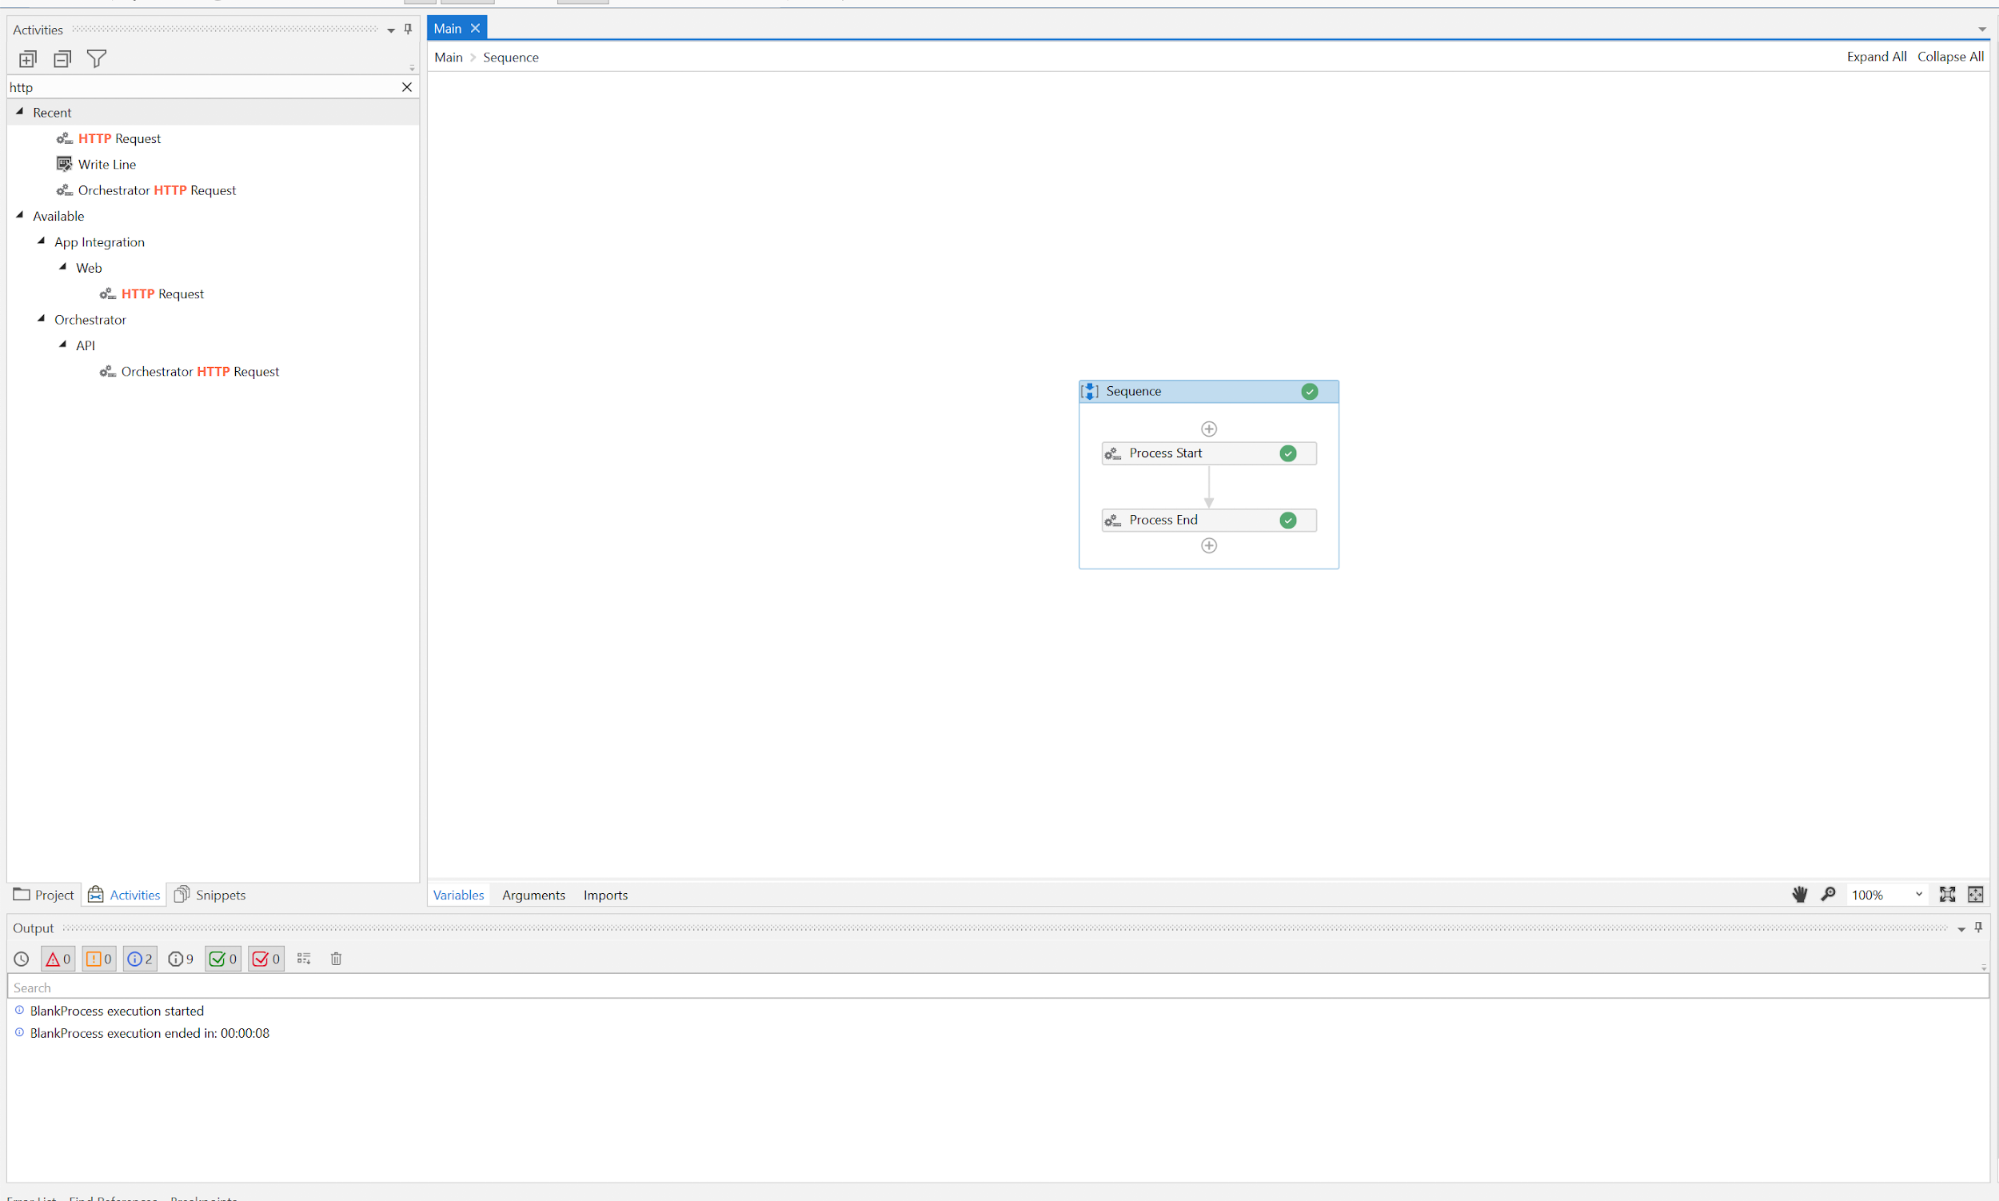 Activities
http
Recent
HTTP Request
Write Line
Orchestrator HTTP Request
Available
App Integration
Web
HTTP Request
Orchestrator
API
Orchestrator HTTP Request
Project Activities Snippets
Main
Main > Sequence
Expand All Collapse All
Sequence
Process Start
Process End
Variables Arguments Imports
100%
Output
0 0 2 9 0 0
Search
BlankProcess execution started
BlankProcess execution ended in: 00:00:08